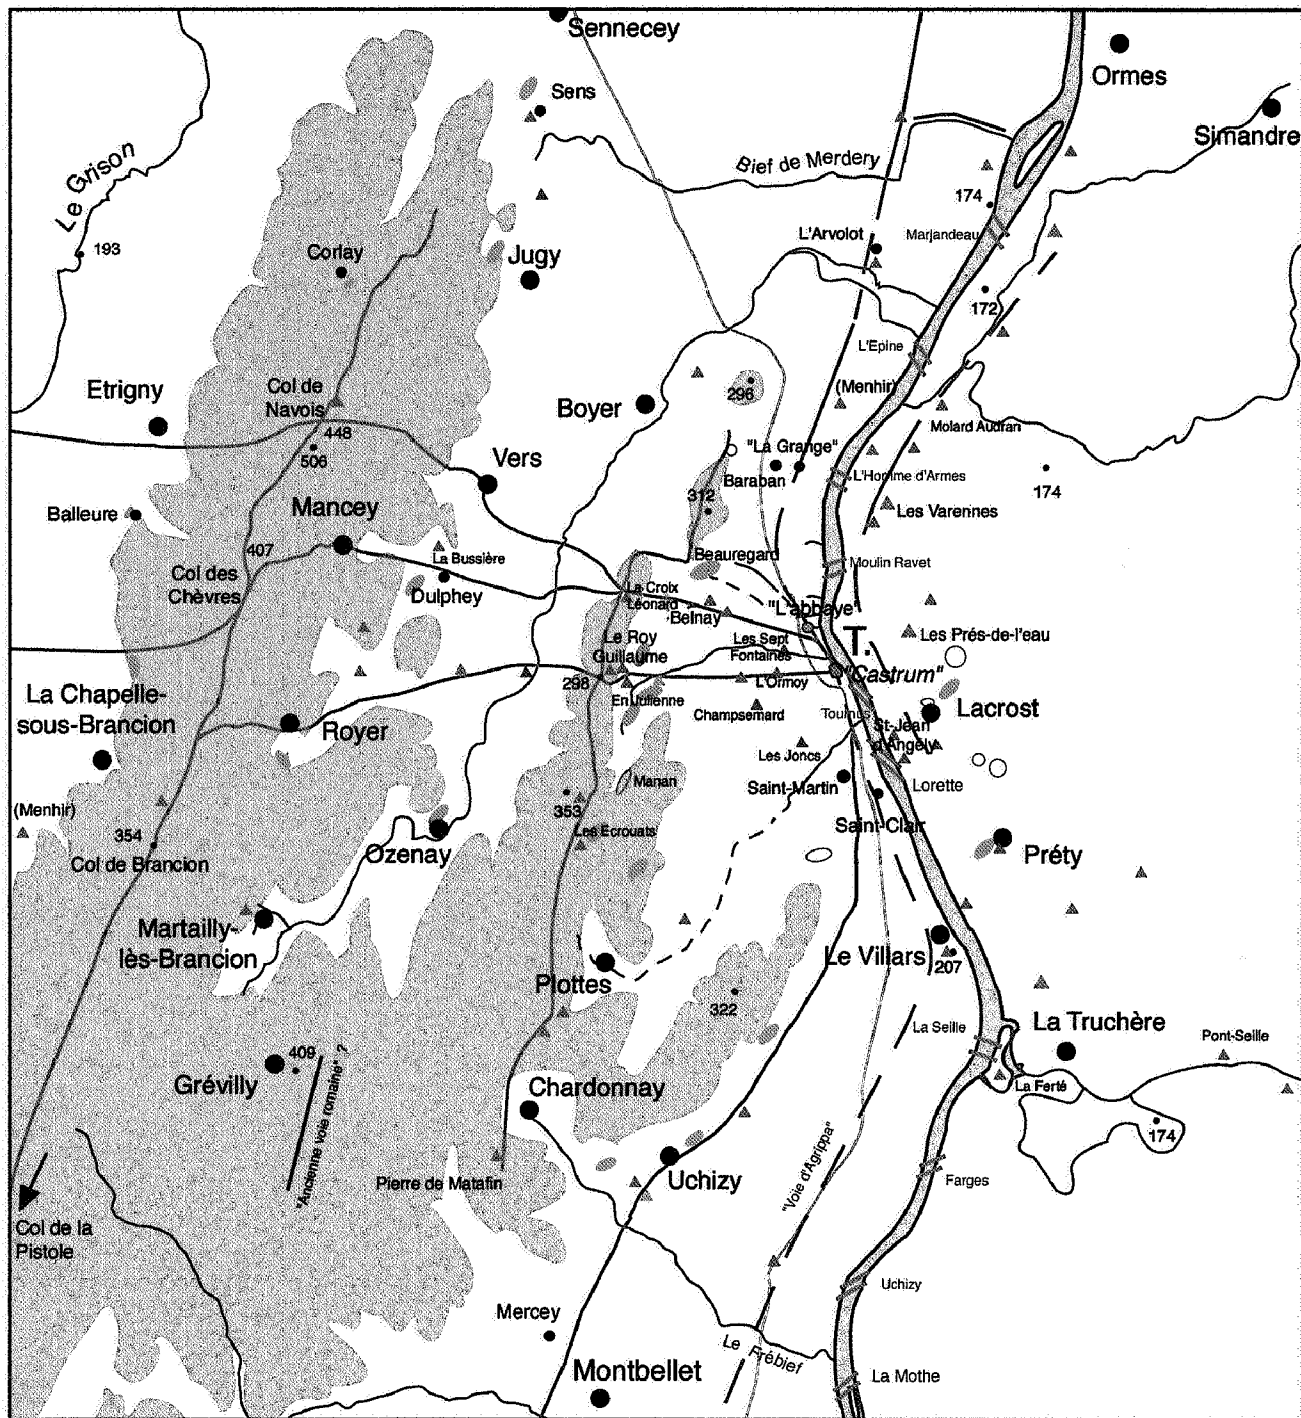 Sennecey
Ormes
Sens
Simandre
Le Grison
Bief de Merdery
193
174
Corlay
L'Arvolot
Marjandeau
Jugy
172
L'Epine
Etrigny
Col de
Navois
296
(Menhir)
Boyer
Molard Audran
448
506
Vers
"La Grange"
Baraban
L'Homme d'Armes
174
Balleure
Mancey
312
Les Varennes
407
La Bussière
Beauregard
Moulin Ravet
Col des
Chèvres
Dulphey
La Croix
Léonard
Belnay
"L'abbaye"
T.
Les Prés-de-l'eau
Le Roy
Guillaume
Les Sept
Fontaines
"Castrum"
La Chapelle-
sous-Brancion
298
En Julienne
L'Ormoy
Royer
Champsemard
Tournus
Lacrost
St-Jean
d'Angely
Les Joncs
Manan
Saint-Martin
Lorette
(Menhir)
353
354
Les Ecrouats
Saint-Clair
Col de Brancion
Ozenay
Préty
Martailly-
lès-Brancion
Le Villars
207
Plottes
322
La Seille
La Truchère
Pont-Seille
409
Grévilly
"Ancienne voie romaine" ?
Chardonnay
La Ferté
174
"Voie d'Agrippa"
Pierre de Matafin
Uchizy
Farges
Col de la
Pistole
Uchizy
Mercey
Le Frébief
Montbellet
La Mothe